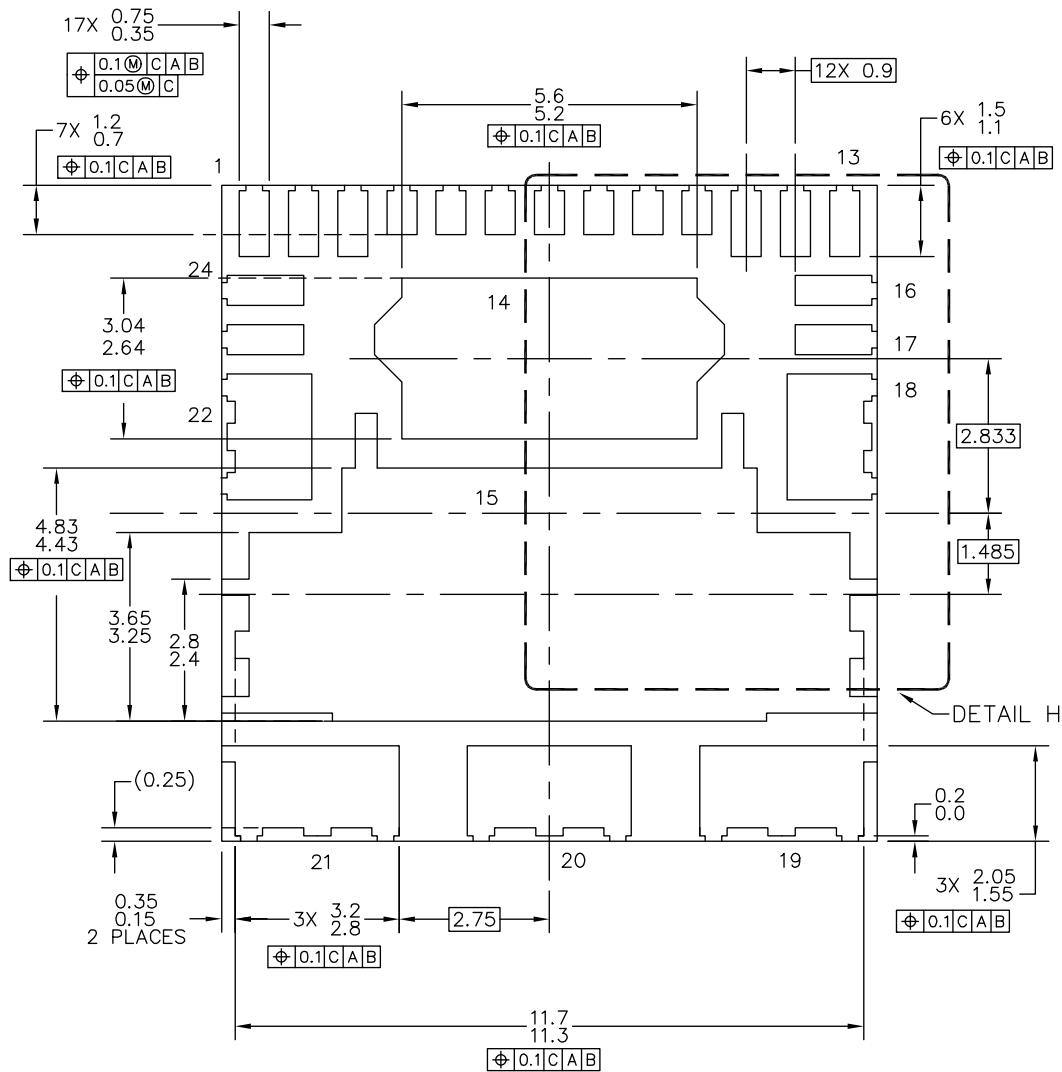 17X 0.75
0.35
⌖ 0.1Ⓜ C A B
0.05Ⓜ C
12X 0.9
5.6
5.2
⌖ 0.1 C A B
7X 1.2
0.7
⌖ 0.1 C A B
6X 1.5
1.1
⌖ 0.1 C A B
1
13
24
14
16
3.04
2.64
⌖ 0.1 C A B
17
18
22
2.833
15
4.83
4.43
⌖ 0.1 C A B
1.485
3.65
3.25
2.8
2.4
DETAIL H
(0.25)
0.2
0.0
21
20
19
3X 2.05
1.55
⌖ 0.1 C A B
0.35
0.15
2 PLACES
3X 3.2
2.8
⌖ 0.1 C A B
2.75
11.7
11.3
⌖ 0.1 C A B